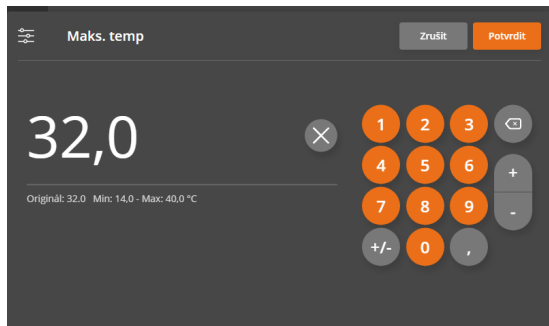 Maks. temp
Zrušit
Potvrdit
32,0
Originál: 32.0 Min: 14,0 - Max: 40,0 °C
1 2 3
4 5 6 +
7 8 9 -
+/- 0 ,